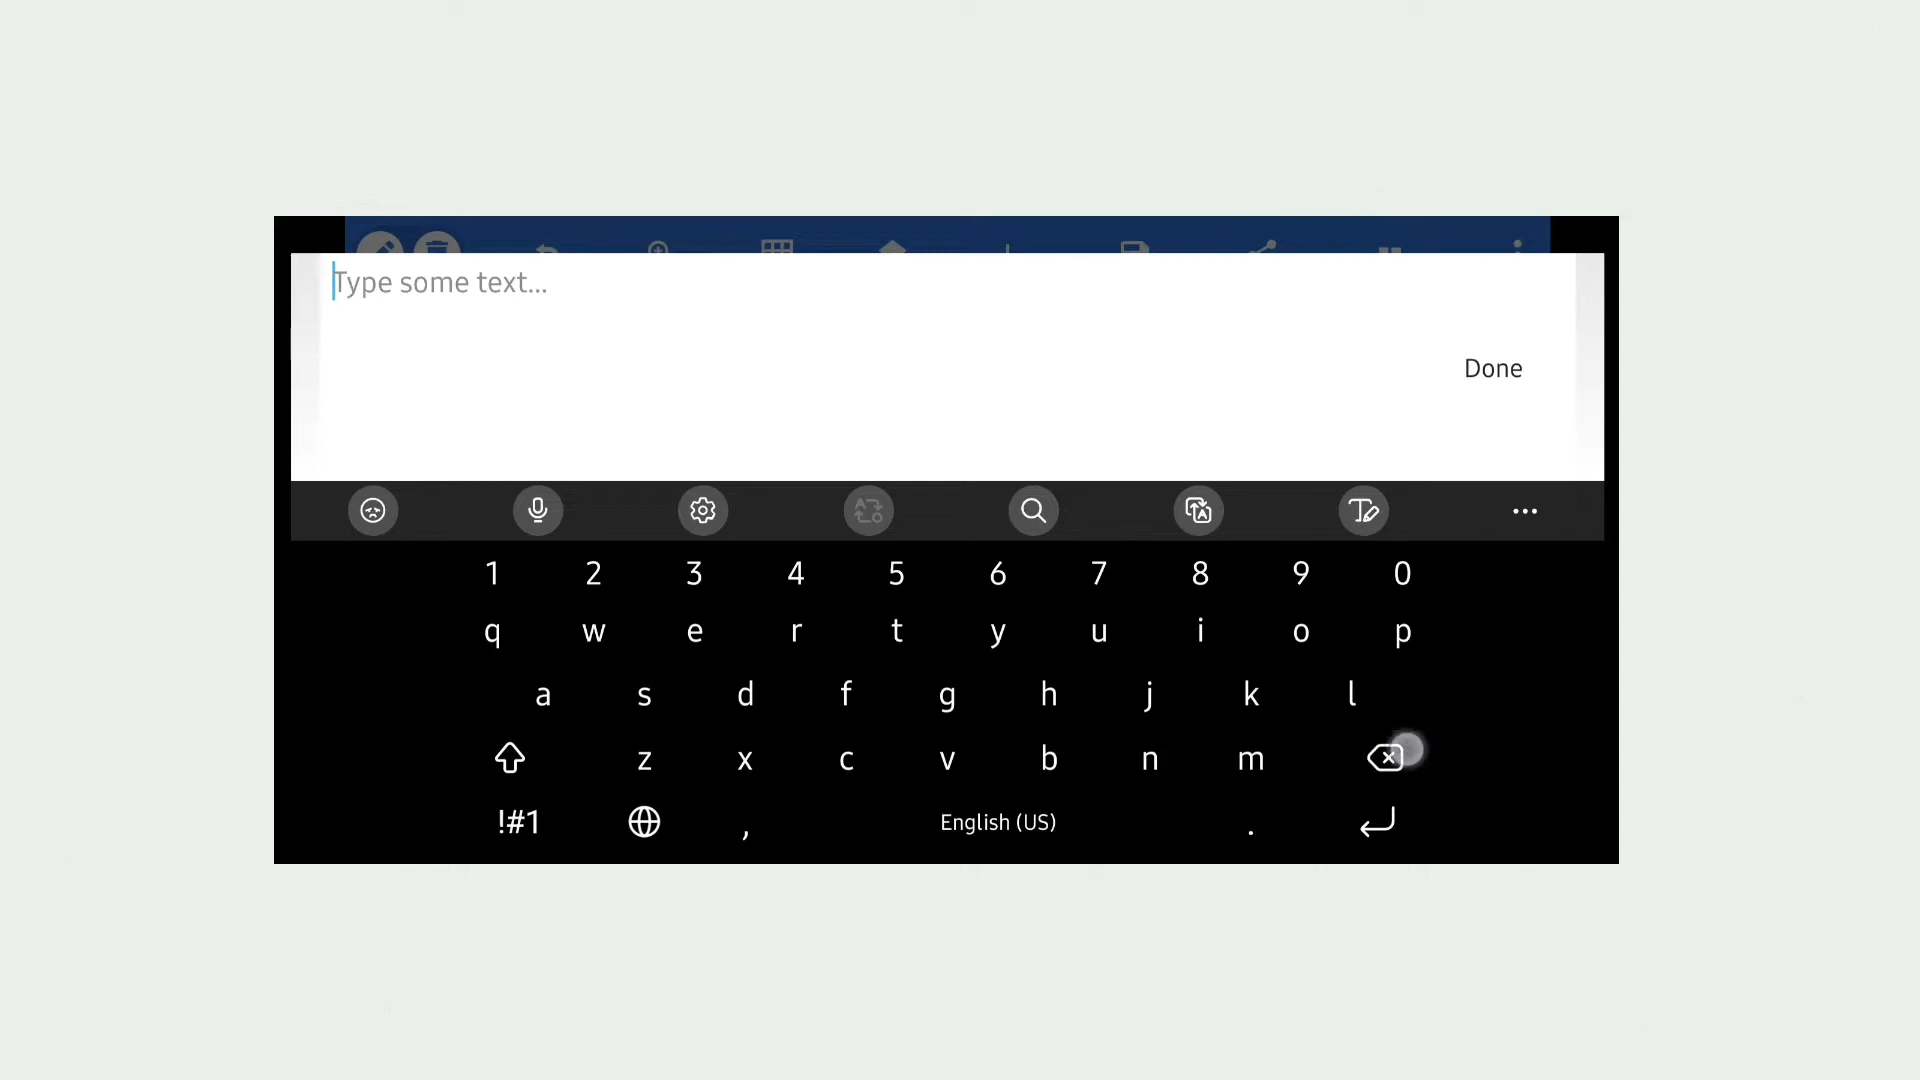 Type some text...
Done
1 2 3 4 5 6 7 8 9 0
q w e r t y u i o p
a s d f g h j k l
z x c v b n m
!#1 , English (US) .